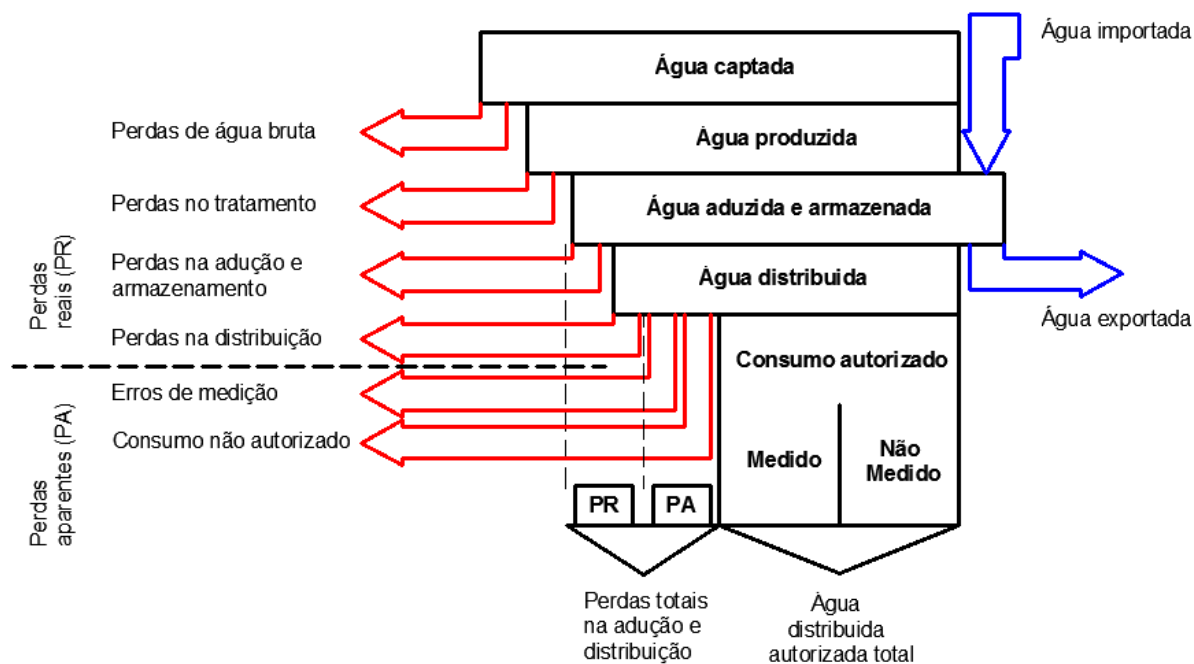 Água importada
Água captada
Perdas de água bruta
Água produzida
Perdas no tratamento
Água aduzida e armazenada
Perdas reais (PR)
Perdas na adução e
armazenamento
Água distribuida
Água exportada
Perdas na distribuição
Consumo autorizado
Perdas
aparentes (PA)
Erros de medição
Consumo não autorizado
Medido
Não
Medido
PR
PA
Perdas totais
na adução e
distribuição
Água
distribuida
autorizada total